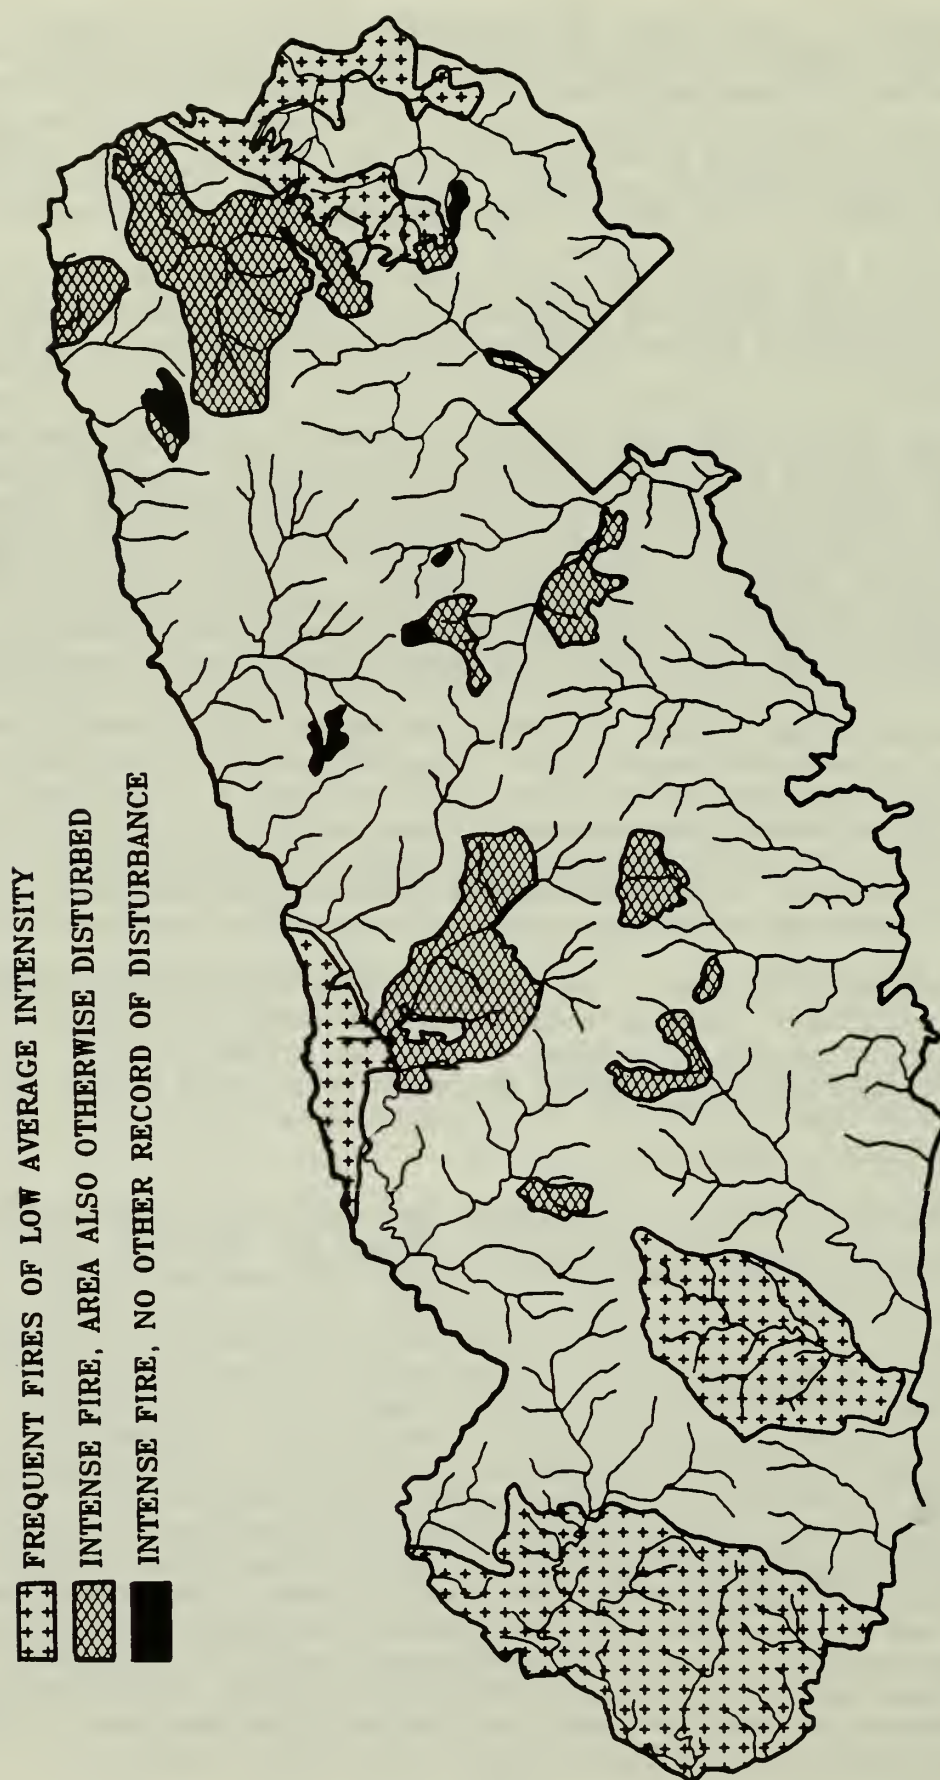 FREQUENT FIRES OF LOW AVERAGE INTENSITY
INTENSE FIRE, AREA ALSO OTHERWISE DISTURBED
INTENSE FIRE, NO OTHER RECORD OF DISTURBANCE